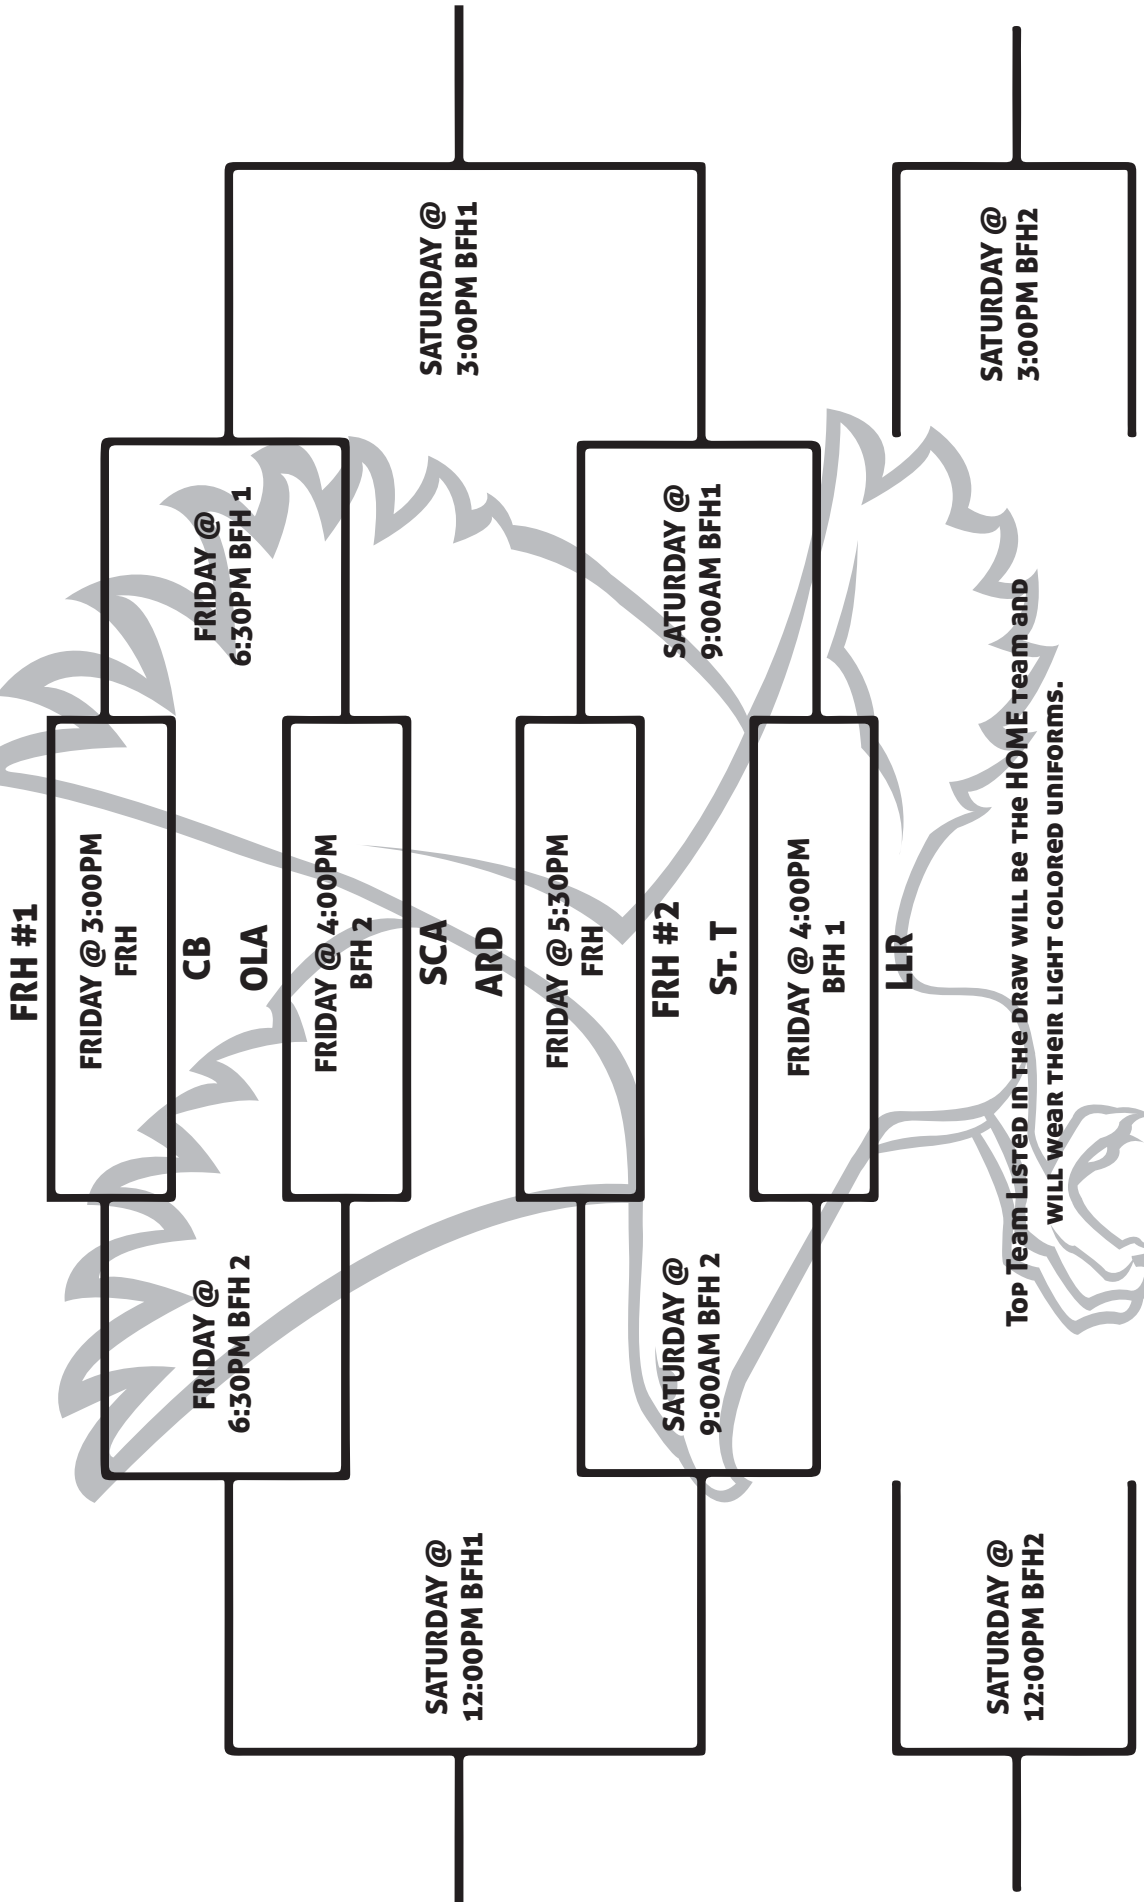 FRH #1
FRIDAY @ 3:00PM
FRH
CB
OLA
FRIDAY @ 4:00PM
BFH 2
SCA
ARD
FRIDAY @ 5:30PM
FRH
FRH #2
ST. T
FRIDAY @ 4:00PM
BFH 1
LLR
FRIDAY @
6:30PM BFH 2
SATURDAY @
9:00AM BFH 2
SATURDAY @
12:00PM BFH1
SATURDAY @
12:00PM BFH2
FRIDAY @
6:30PM BFH 1
SATURDAY @
9:00AM BFH1
SATURDAY @
3:00PM BFH1
SATURDAY @
3:00PM BFH2
Top Team Listed in the draw will be the HOME team and
will wear their light colored uniforms.